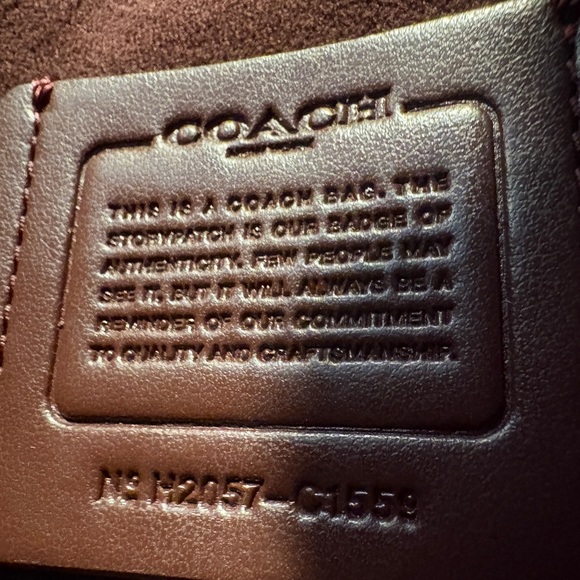 COACH
THIS IS A COACH BAG. THE
STORYPATCH IS OUR BADGE OF
AUTHENTICITY. FEW PEOPLE MAY
SEE IT, BUT IT WILL ALWAYS BE A
REMINDER OF OUR COMMITMENT
TO QUALITY AND CRAFTSMANSHIP.
Nº H2057-C1559